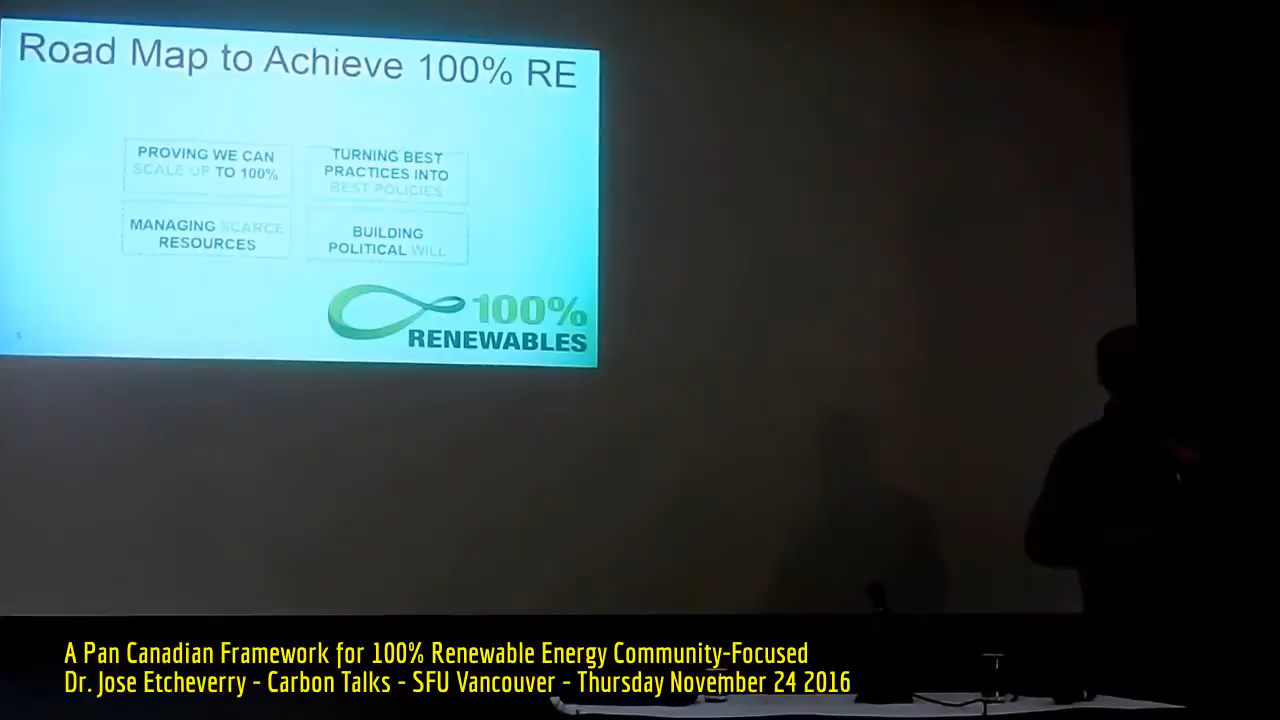 Road Map to Achieve 100% RE
PROVING WE CAN
SCALE UP TO 100%
TURNING BEST
PRACTICES INTO
BEST POLICIES
MANAGING SCARCE
RESOURCES
BUILDING
POLITICAL WILL
100%
RENEWABLES
A Pan Canadian Framework for 100% Renewable Energy Community-Focused
Dr. Jose Etcheverry - Carbon Talks - SFU Vancouver - Thursday November 24 2016